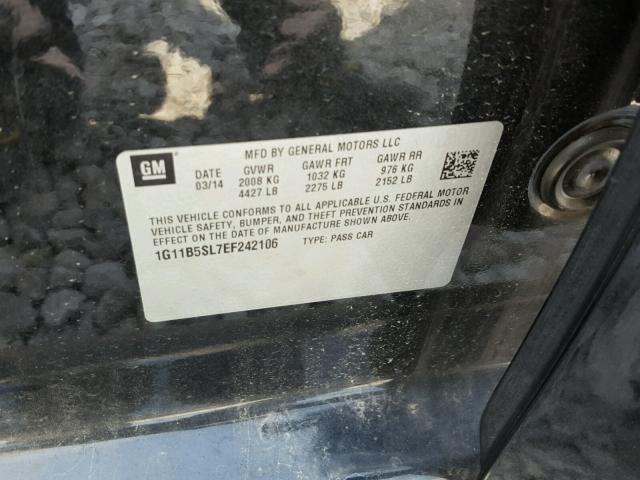 MFD BY GENERAL MOTORS LLC
GM
DATE GVWR GAWR FRT GAWR RR
03/14 2008 KG 1032 KG 976 KG
4427 LB 2275 LB 2152 LB
THIS VEHICLE CONFORMS TO ALL APPLICABLE U.S. FEDERAL MOTOR
VEHICLE SAFETY, BUMPER, AND THEFT PREVENTION STANDARDS IN
EFFECT ON THE DATE OF MANUFACTURE SHOWN ABOVE.
1G11B5SL7EF242106 TYPE: PASS CAR